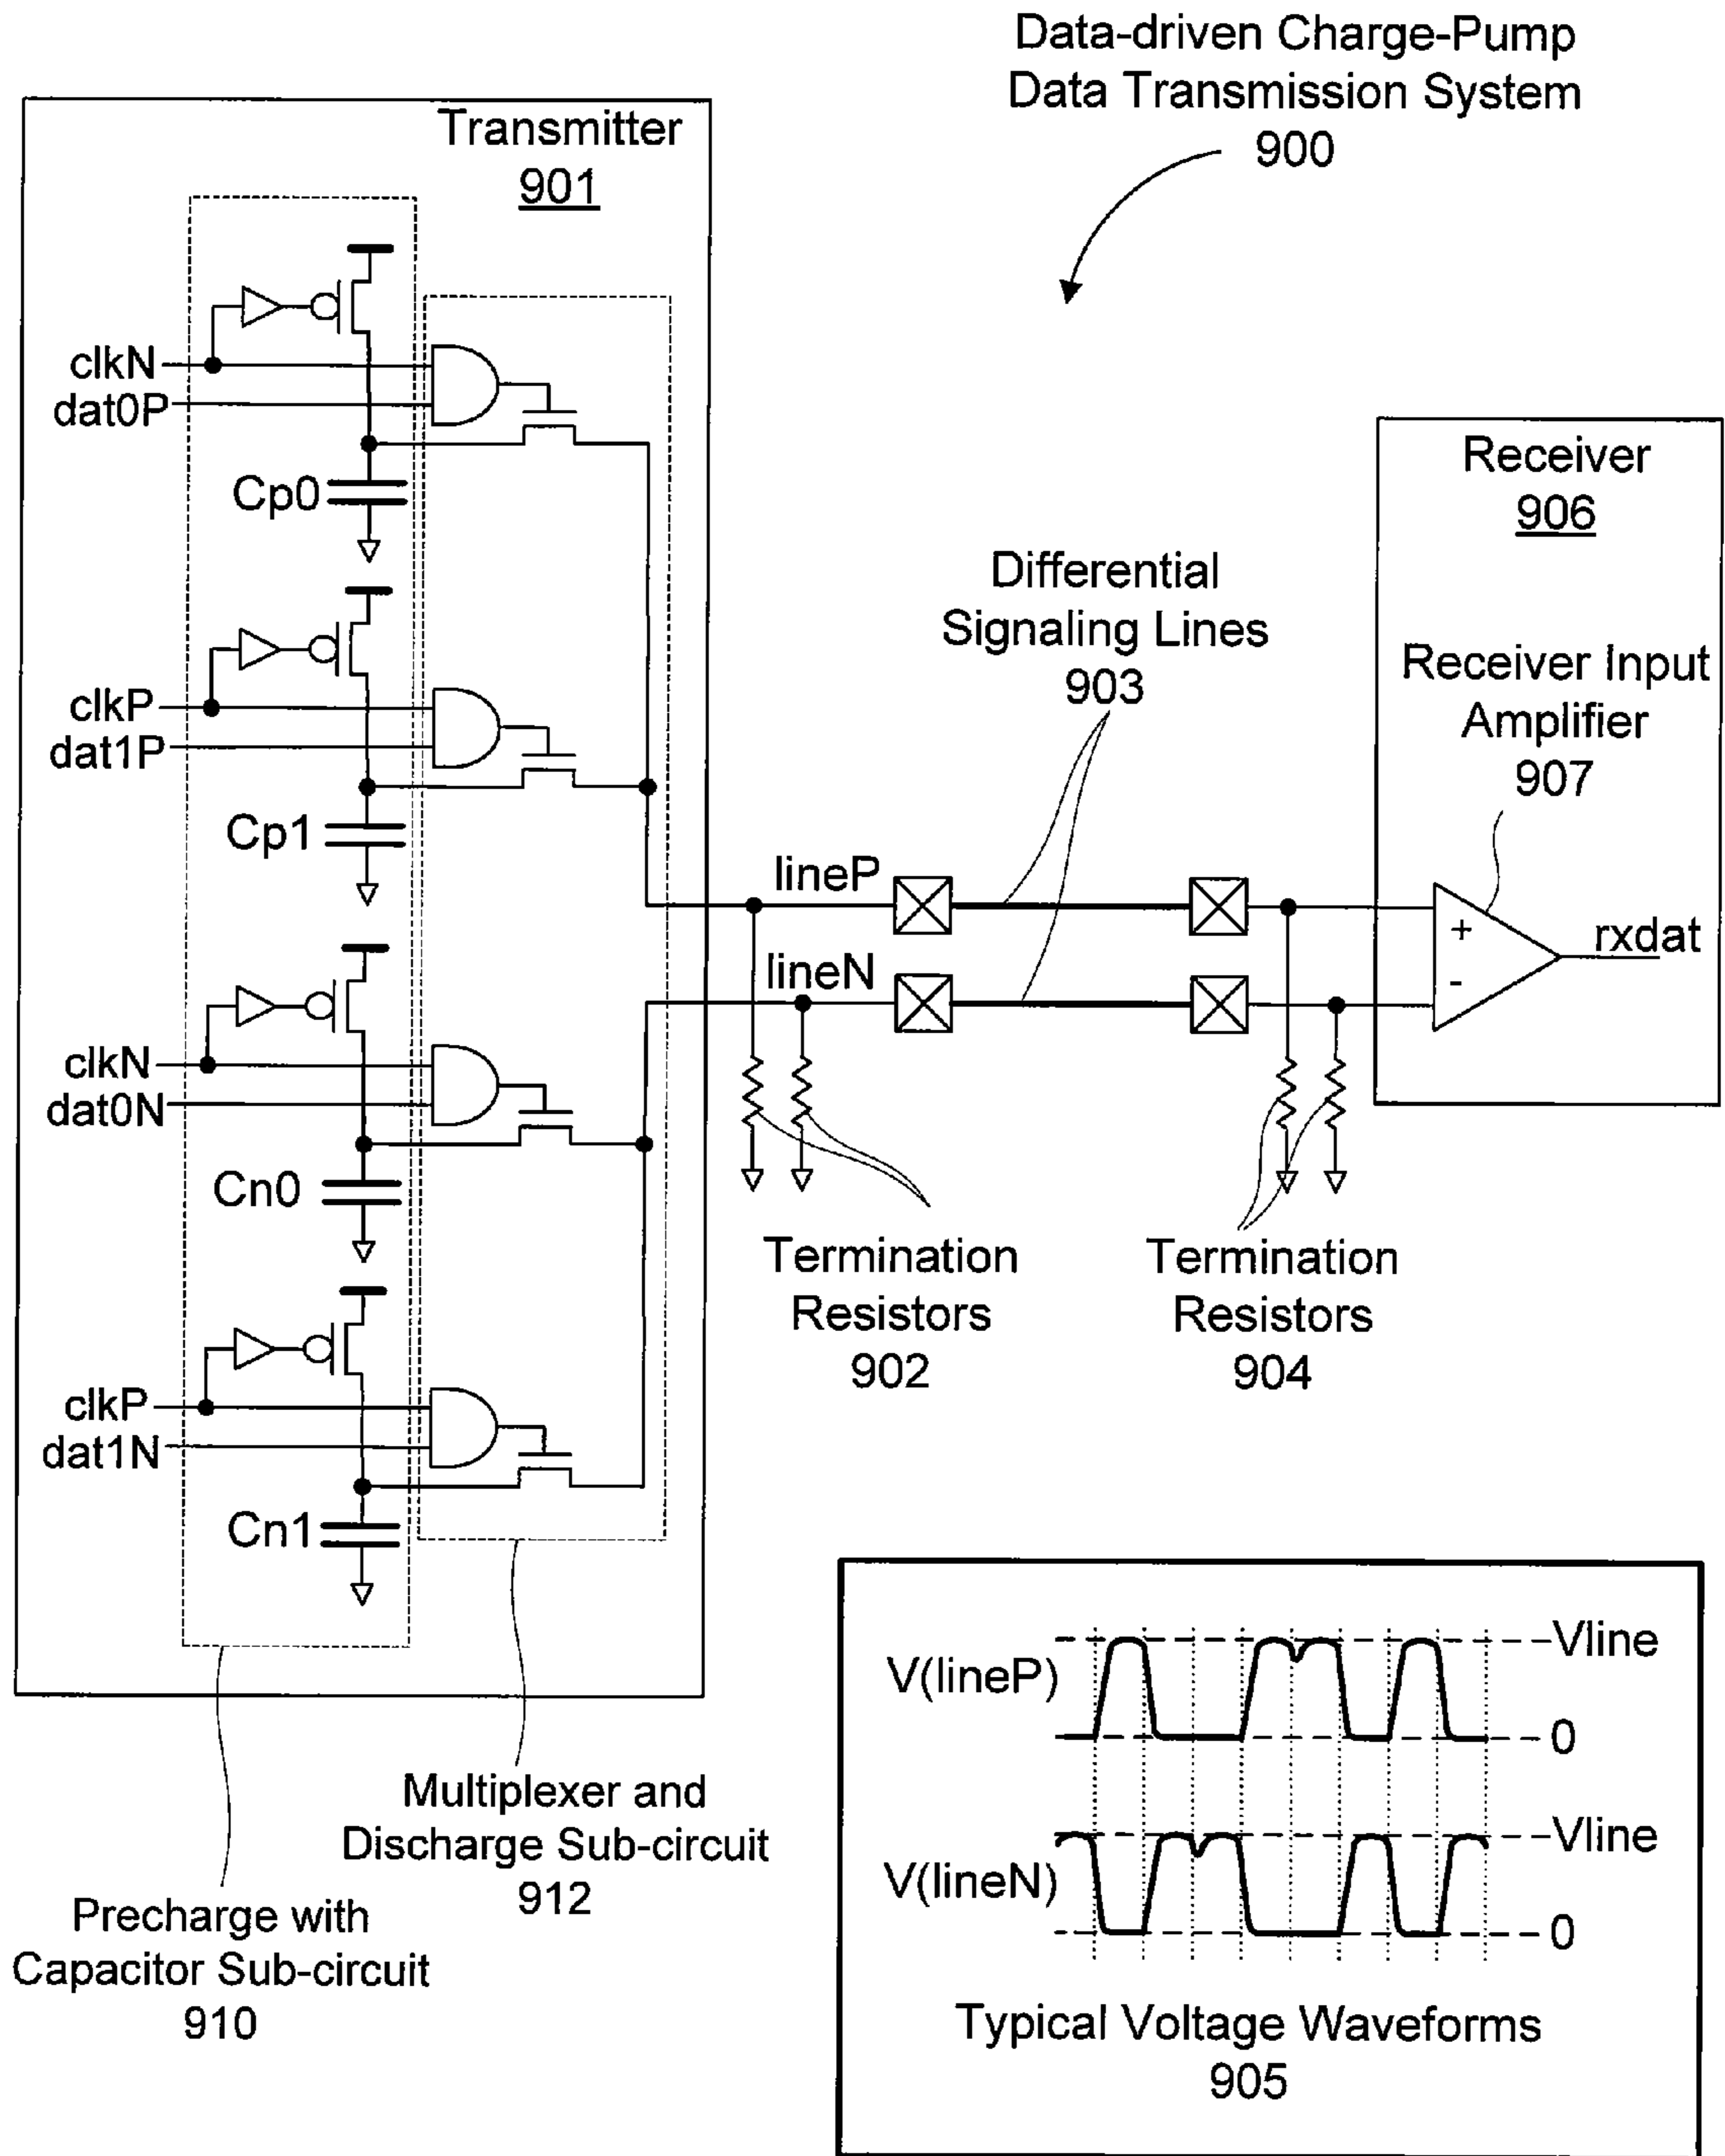 Data-driven Charge-Pump
Data Transmission System
900
Transmitter
901
clkN
dat0P
Cp0
clkP
dat1P
Cp1
clkN
dat0N
Cn0
clkP
dat1N
Cn1
Differential
Signaling Lines
903
lineP
lineN
Receiver
906
Receiver Input
Amplifier
907
+
-
rxdat
Termination
Resistors
902
Termination
Resistors
904
Multiplexer and
Discharge Sub-circuit
912
Precharge with
Capacitor Sub-circuit
910
V(lineP)
Vline
0
V(lineN)
Vline
0
Typical Voltage Waveforms
905